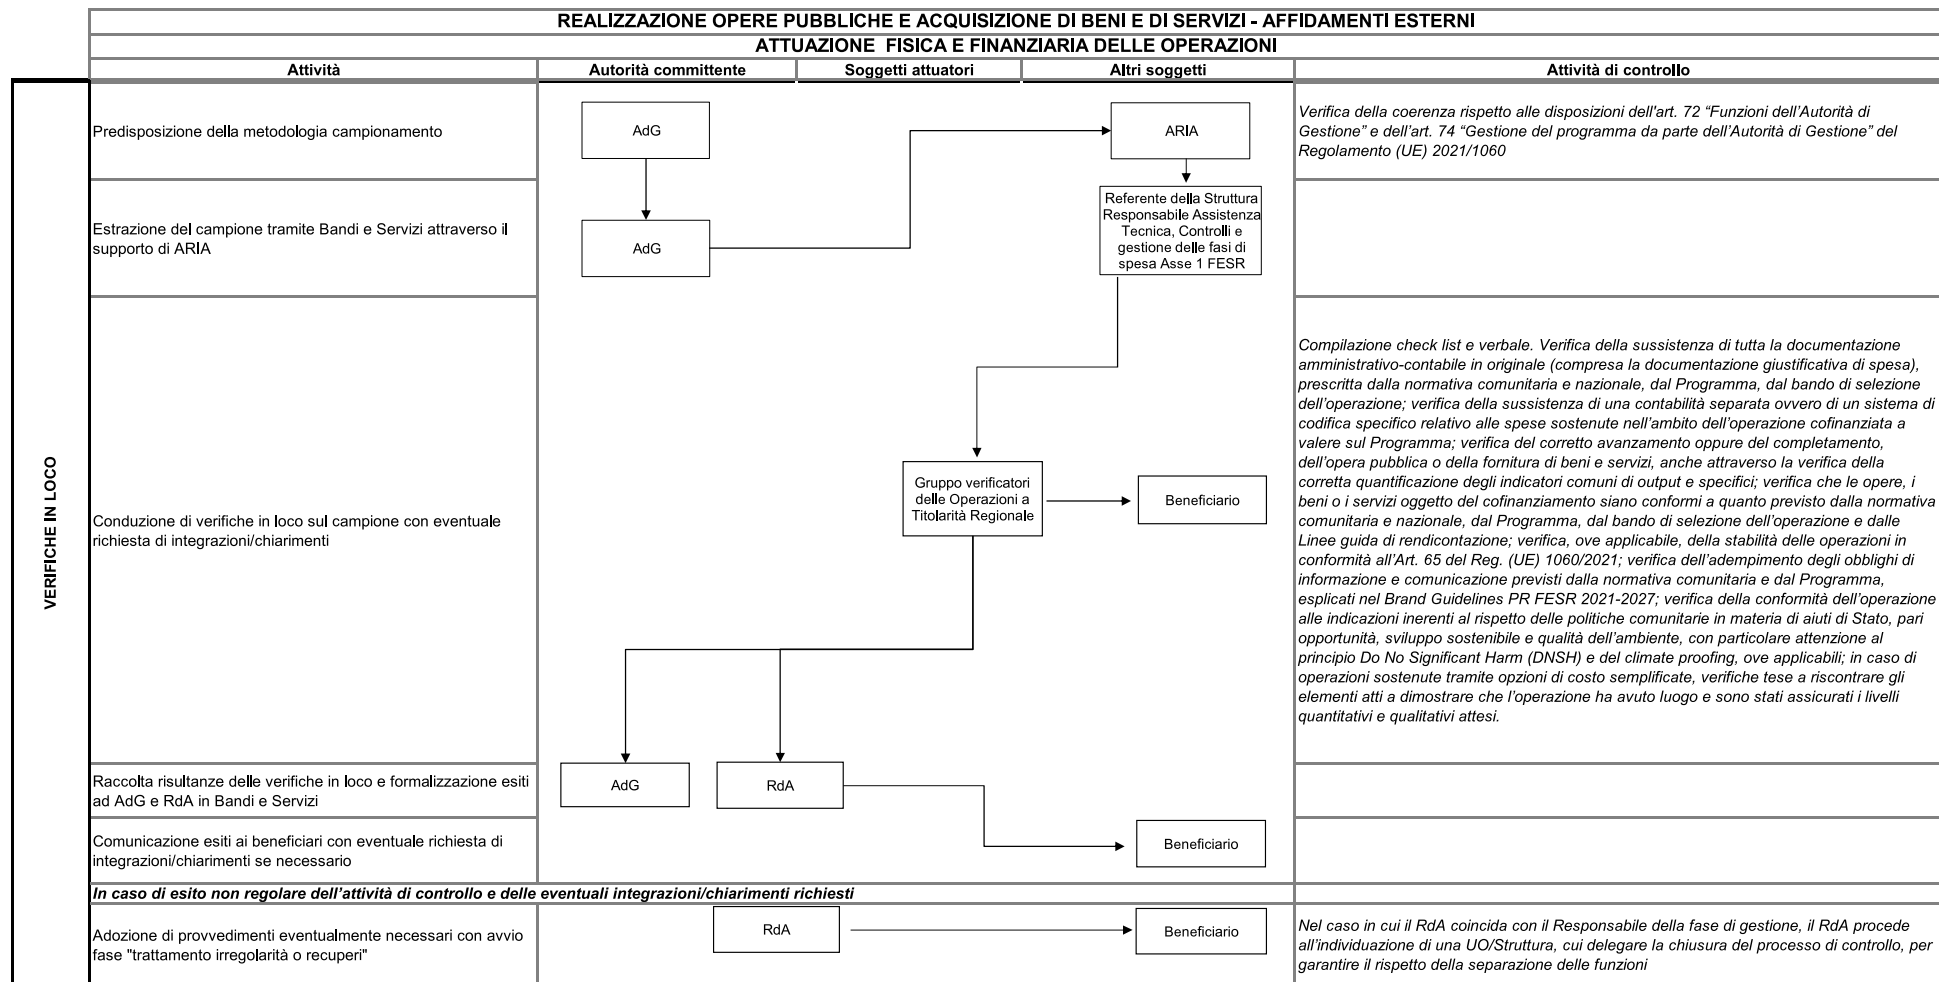 REALIZZAZIONE OPERE PUBBLICHE E ACQUISIZIONE DI BENI E DI SERVIZI - AFFIDAMENTI ESTERNI
ATTUAZIONE FISICA E FINANZIARIA DELLE OPERAZIONI
Attività
Autorità committente
Soggetti attuatori
Altri soggetti
Attività di controllo
VERIFICHE IN LOCO
Predisposizione della metodologia campionamento
AdG
ARIA
Verifica della coerenza rispetto alle disposizioni dell'art. 72 “Funzioni dell’Autorità di
Gestione” e dell’art. 74 “Gestione del programma da parte dell’Autorità di Gestione” del
Regolamento (UE) 2021/1060
Estrazione del campione tramite Bandi e Servizi attraverso il
supporto di ARIA
AdG
Referente della Struttura
Responsabile Assistenza
Tecnica, Controlli e
gestione delle fasi di
spesa Asse 1 FESR
Conduzione di verifiche in loco sul campione con eventuale
richiesta di integrazioni/chiarimenti
Gruppo verificatori
delle Operazioni a
Titolarità Regionale
Beneficiario
Compilazione check list e verbale. Verifica della sussistenza di tutta la documentazione
amministrativo-contabile in originale (compresa la documentazione giustificativa di spesa),
prescritta dalla normativa comunitaria e nazionale, dal Programma, dal bando di selezione
dell’operazione; verifica della sussistenza di una contabilità separata ovvero di un sistema di
codifica specifico relativo alle spese sostenute nell’ambito dell’operazione cofinanziata a
valere sul Programma; verifica del corretto avanzamento oppure del completamento,
dell’opera pubblica o della fornitura di beni e servizi, anche attraverso la verifica della
corretta quantificazione degli indicatori comuni di output e specifici; verifica che le opere, i
beni o i servizi oggetto del cofinanziamento siano conformi a quanto previsto dalla normativa
comunitaria e nazionale, dal Programma, dal bando di selezione dell’operazione e dalle
Linee guida di rendicontazione; verifica, ove applicabile, della stabilità delle operazioni in
conformità all’Art. 65 del Reg. (UE) 1060/2021; verifica dell’adempimento degli obblighi di
informazione e comunicazione previsti dalla normativa comunitaria e dal Programma,
esplicati nel Brand Guidelines PR FESR 2021-2027; verifica della conformità dell’operazione
alle indicazioni inerenti al rispetto delle politiche comunitarie in materia di aiuti di Stato, pari
opportunità, sviluppo sostenibile e qualità dell’ambiente, con particolare attenzione al
principio Do No Significant Harm (DNSH) e del climate proofing, ove applicabili; in caso di
operazioni sostenute tramite opzioni di costo semplificate, verifiche tese a riscontrare gli
elementi atti a dimostrare che l’operazione ha avuto luogo e sono stati assicurati i livelli
quantitativi e qualitativi attesi.
Raccolta risultanze delle verifiche in loco e formalizzazione esiti
ad AdG e RdA in Bandi e Servizi
AdG
RdA
Comunicazione esiti ai beneficiari con eventuale richiesta di
integrazioni/chiarimenti se necessario
Beneficiario
In caso di esito non regolare dell’attività di controllo e delle eventuali integrazioni/chiarimenti richiesti
Adozione di provvedimenti eventualmente necessari con avvio
fase "trattamento irregolarità o recuperi"
RdA
Beneficiario
Nel caso in cui il RdA coincida con il Responsabile della fase di gestione, il RdA procede
all’individuazione di una UO/Struttura, cui delegare la chiusura del processo di controllo, per
garantire il rispetto della separazione delle funzioni